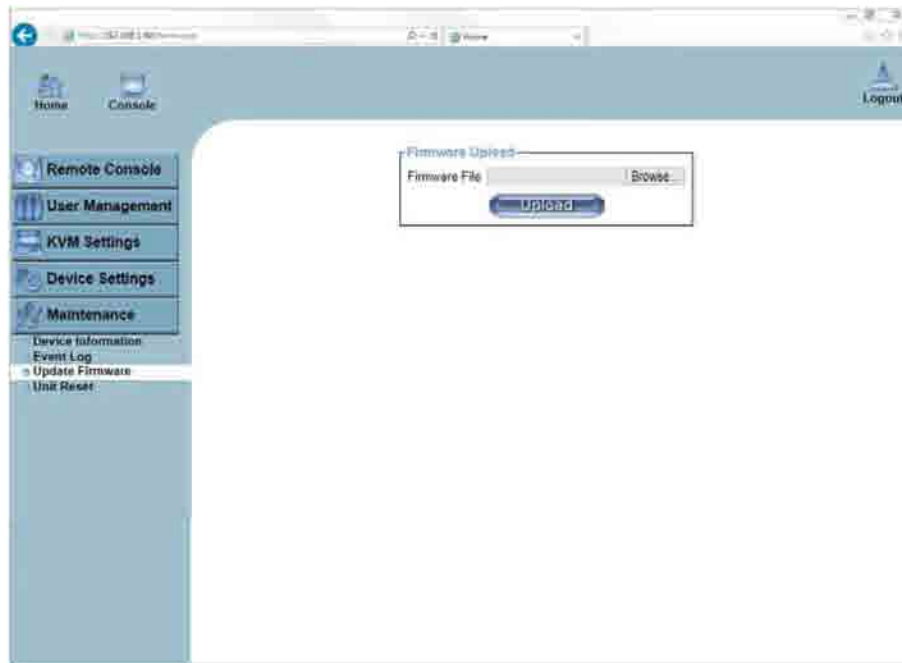 Home
Home
Console
Logout
Remote Console
User Management
KVM Settings
Device Settings
Maintenance
Device Information
Event Log
Update Firmware
Unit Reset
Firmware Upload
Firmware File
Browse...
Upload